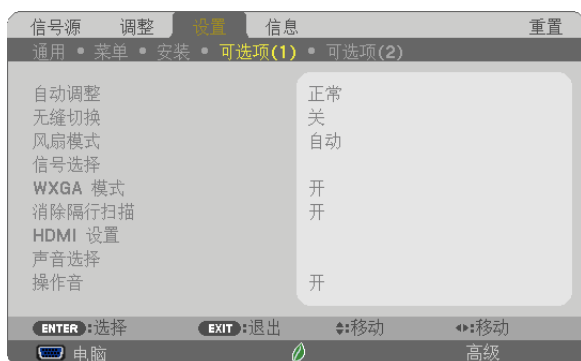 信号源 调整 设置 信息 重置
通用 • 菜单 • 安装 • 可选项(1) • 可选项(2)
自动调整 正常
无缝切换 关
风扇模式 自动
信号选择
WXGA 模式 开
消除隔行扫描 开
HDMI 设置
声音选择
操作音 开
ENTER:选择 EXIT:退出 :移动 :移动
电脑 高级